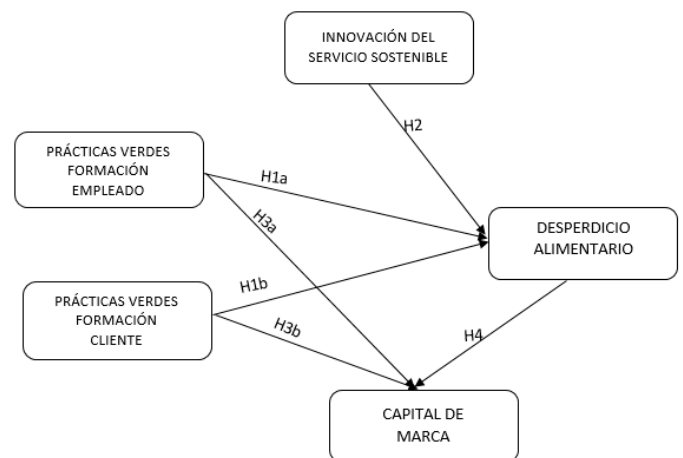 INNOVACIÓN DEL
SERVICIO SOSTENIBLE
H2
PRÁCTICAS VERDES
FORMACIÓN
EMPLEADO
H1a
H3a
DESPERDICIO
ALIMENTARIO
PRÁCTICAS VERDES
FORMACIÓN
CLIENTE
H1b
H3b
H4
CAPITAL DE
MARCA